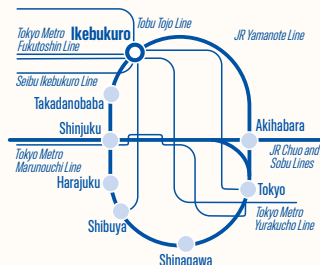 Tobu Tojo Line
Tokyo Metro
Fukutoshin Line
Ikebukuro
JR Yamanote Line
Seibu Ikebukuro Line
Takadanobaba
Shinjuku
Akihabara
Tokyo Metro
Marunouchi Line
JR Chuo and
Sobu Lines
Harajuku
Tokyo
Shibuya
Tokyo Metro
Yurakucho Line
Shinagawa